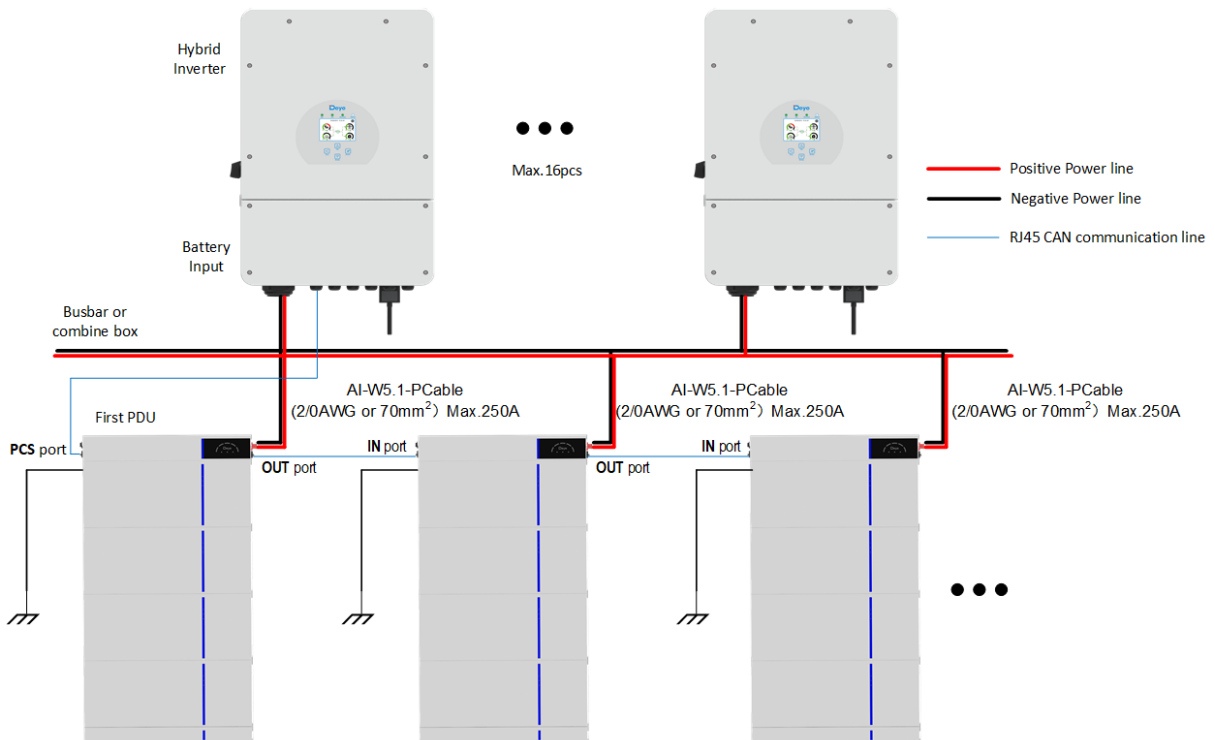 Hybrid
Inverter
Deye
Deye
Max.16pcs
Positive Power line
Negative Power line
RJ45 CAN communication line
Battery
Input
Busbar or
combine box
AI-W5.1-PCable
(2/0AWG or 70mm²）Max.250A
AI-W5.1-PCable
(2/0AWG or 70mm²）Max.250A
AI-W5.1-PCable
(2/0AWG or 70mm²）Max.250A
First PDU
PCS port
OUT port
IN port
OUT port
IN port